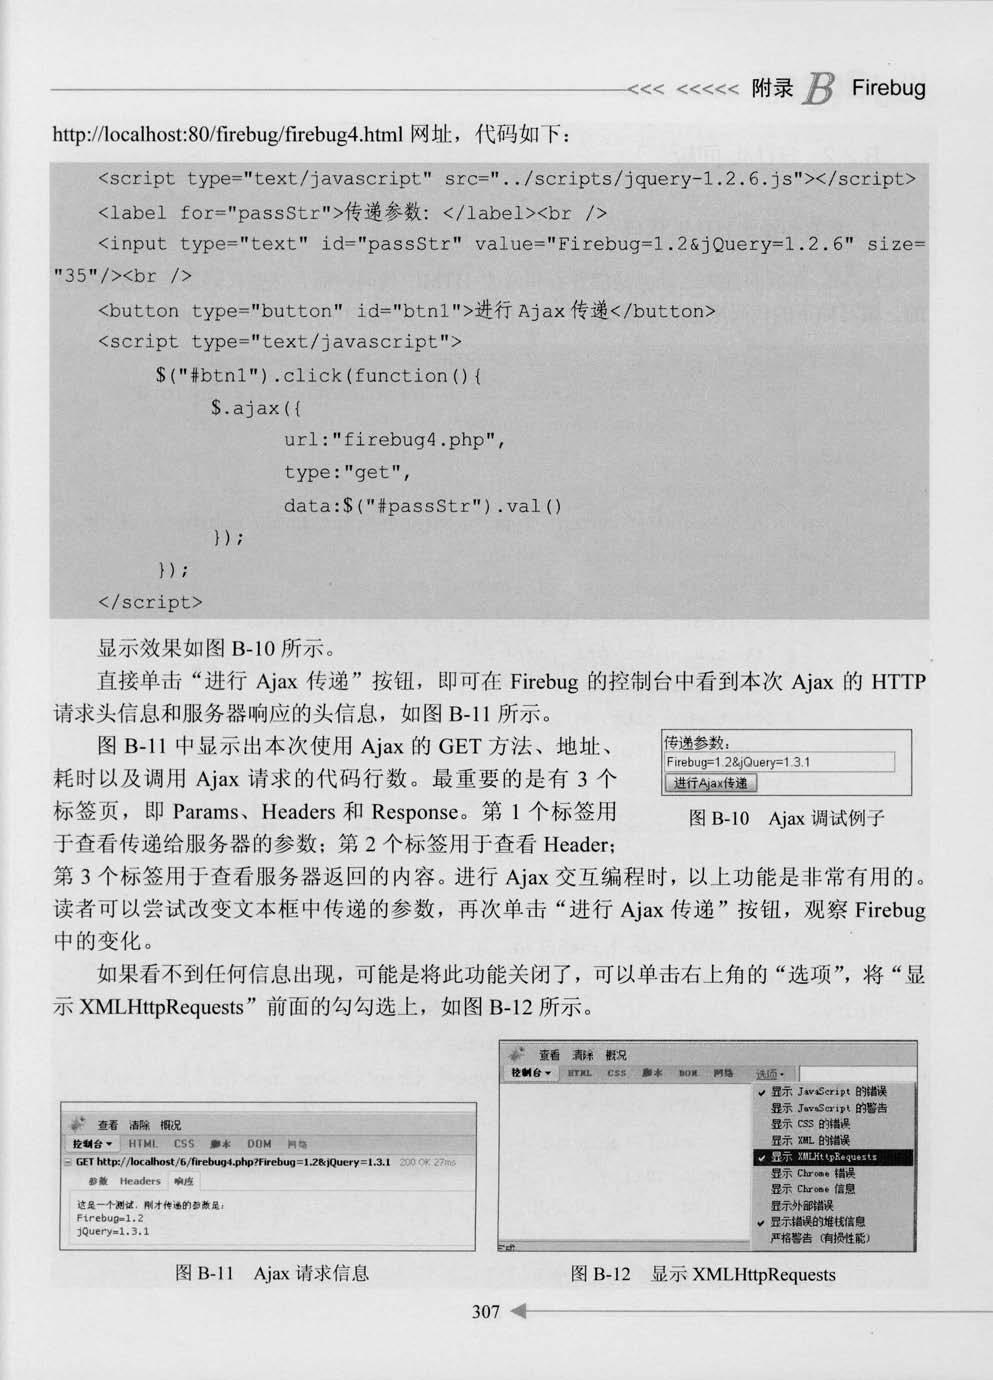 <<< <<<<< 附录 B Firebug
http://localhost:80/firebug/firebug4.html 网址，代码如下：
<script type="text/javascript" src="../scripts/jquery-1.2.6.js"></script>
<label for="passStr">传递参数: </label><br />
<input type="text" id="passStr" value="Firebug=1.2&jQuery=1.2.6" size=
"35"/><br />
<button type="button" id="btn1">进行Ajax传递</button>
<script type="text/javascript">
$("#btn1").click(function(){
$.ajax({
url:"firebug4.php",
type:"get",
data:$("#passStr").val()
});
});
</script>
显示效果如图 B-10 所示。
直接单击“进行 Ajax 传递”按钮，即可在 Firebug 的控制台中看到本次 Ajax 的 HTTP
请求头信息和服务器响应的头信息，如图 B-11 所示。
图 B-11 中显示出本次使用 Ajax 的 GET 方法、地址、
耗时以及调用 Ajax 请求的代码行数。最重要的是有 3 个
标签页，即 Params、Headers 和 Response。第 1 个标签用
于查看传递给服务器的参数；第 2 个标签用于查看 Header；
传递参数:
Firebug=1.2&jQuery=1.3.1
进行Ajax传递
图 B-10 Ajax 调试例子
第 3 个标签用于查看服务器返回的内容。进行 Ajax 交互编程时，以上功能是非常有用的。
读者可以尝试改变文本框中传递的参数，再次单击“进行 Ajax 传递”按钮，观察 Firebug
中的变化。
如果看不到任何信息出现，可能是将此功能关闭了，可以单击右上角的“选项”，将“显
示 XMLHttpRequests”前面的勾勾选上，如图 B-12 所示。
查看 清除 概况
控制台 HTML CSS 脚本 DOM 网络
GET http://localhost/6/firebug4.php?Firebug=1.2&jQuery=1.3.1 200 OK 27ms
参数 Headers 响应
这是一个测试，刚才传递的参数是:
Firebug=1.2
jQuery=1.3.1
图 B-11 Ajax 请求信息
查看 清除 概况
控制台 HTML CSS 脚本 DOM 网络 选项
显示 JavaScript 的错误
显示 JavaScript 的警告
显示 CSS 的错误
显示 XML 的错误
显示 XMLHttpRequests
显示 Chrome 错误
显示 Chrome 信息
显示外部错误
显示错误的堆栈信息
严格警告 (有损性能)
完成
图 B-12 显示 XMLHttpRequests
307